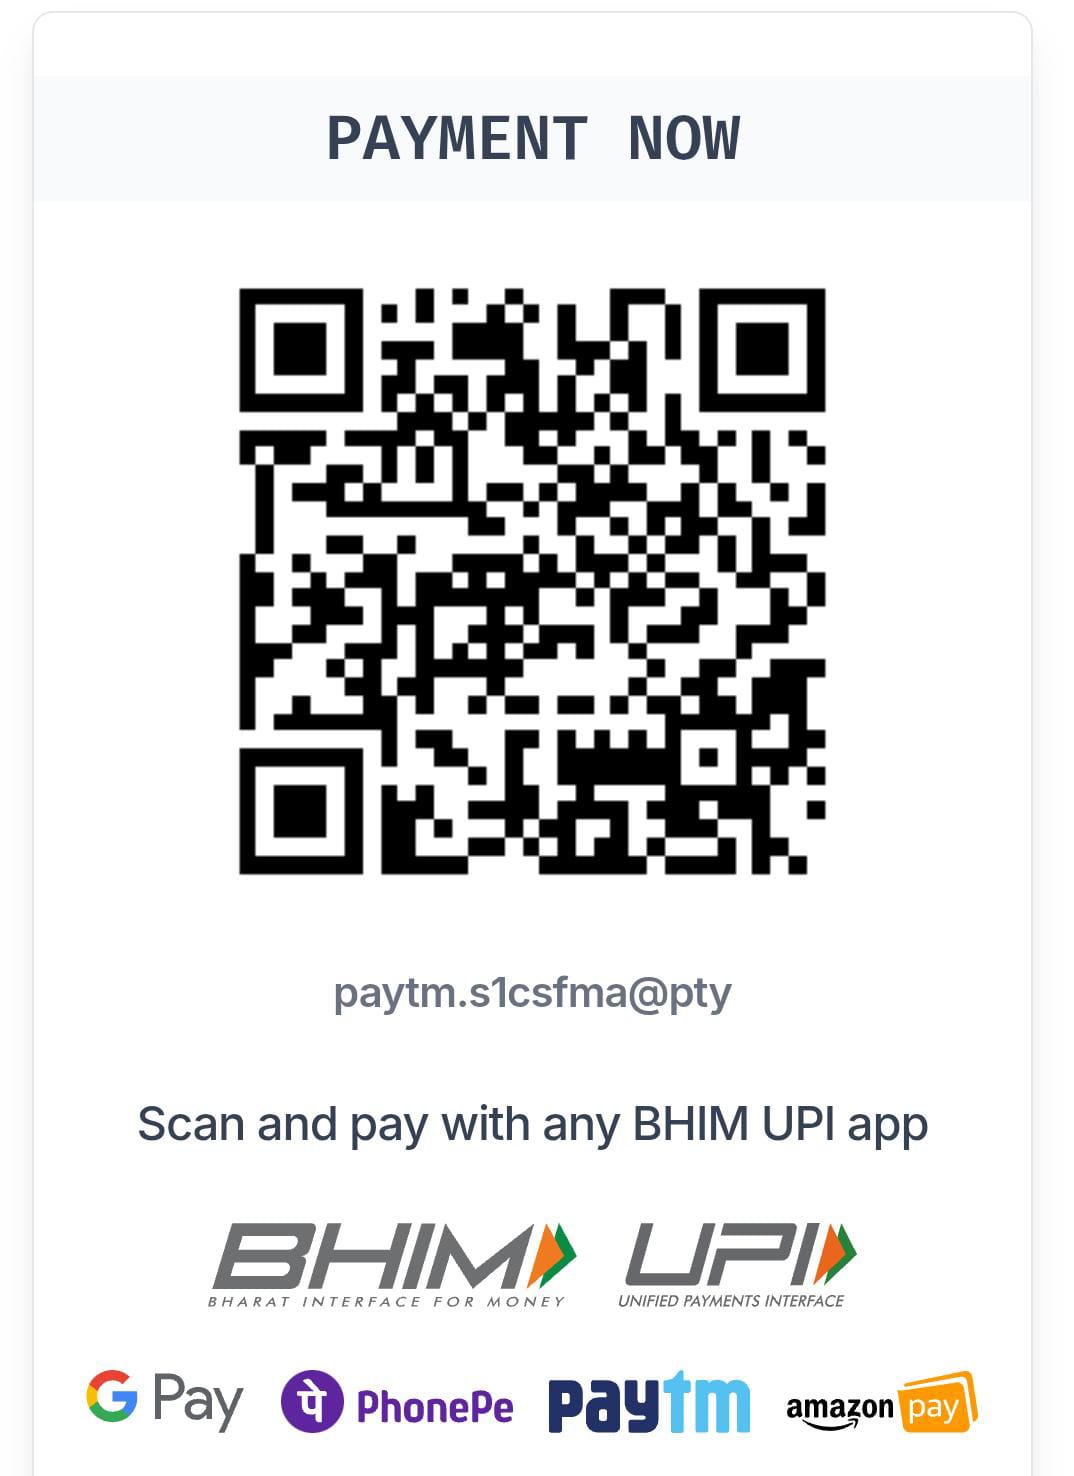 PAYMENT NOW
paytm.s1csfma@pty
Scan and pay with any BHIM UPI app
BHIM UPI
BHARAT INTERFACE FOR MONEY UNIFIED PAYMENTS INTERFACE
G Pay पे PhonePe paytm amazon pay